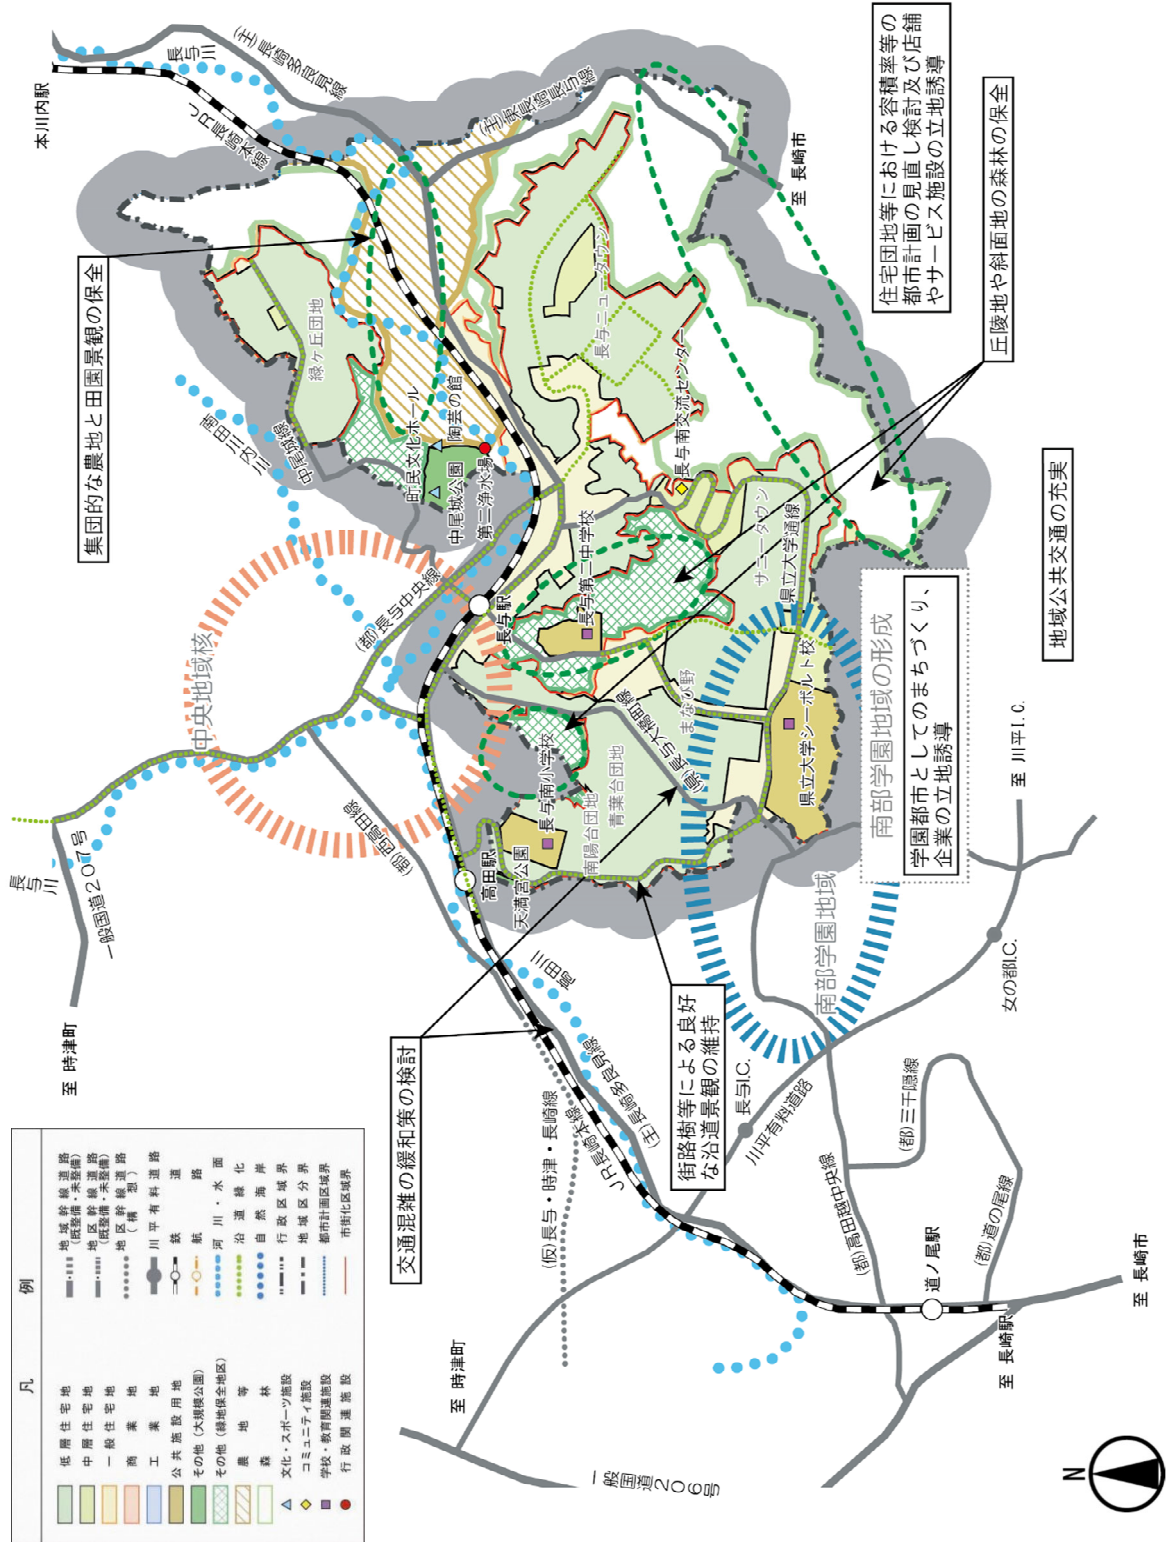 凡例
低層住宅地
中層住宅地
一般住宅地
商業地
工業地
公共施設用地
その他(大規模公園)
その他(緑地保全地区)
農地等
森林
文化・スポーツ施設
コミュニティ施設
学校・教育関連施設
行政関連施設
地域幹線道路
(既整備・未整備)
地区幹線道路
(既整備・未整備)
地区幹線道路
(構想)
川平有料道路
鉄道
航路
河川・水面
沿道緑化
自然海岸
行政区域界
地域区分界
都市計画区域界
市街化区域界
集団的な農地と田園景観の保全
交通混雑の緩和策の検討
街路樹等による良好
な沿道景観の維持
住宅団地等における容積率等の
都市計画の見直し検討及び店舗
やサービス施設の立地誘導
丘陵地や斜面地の森林の保全
地域公共交通の充実
南部学園地域の形成
学園都市としてのまちづくり、
企業の立地誘導
中央地域核
南部学園地域
本川内駅
長与川
(主)長崎多良見線
JR長崎本線
(主)東長崎長与線
至 長崎市
緑ヶ丘団地
中尾城線
町民文化ホール
陶芸の館
中尾城公園
第二浄水場
長与ニュータウン
長与南交流センター
長与第二中学校
サニータウン
県立大学通線
(都)長与中央線
長与駅
まなび野
(県)長与大橋町線
県立大学シーボルト校
長与南小学校
青葉台団地
南陽台団地
天満宮公園
高田駅
(都)西高田線
長与川
一般国道207号
至 時津町
高田川
(主)長崎多良見線
JR長崎本線
(仮)長与・時津・長崎線
長与I.C.
川平有料道路
女の都I.C.
至 川平I.C.
(都)三千隠線
(都)高田越中央線
(都)道の尾線
道ノ尾駅
至 長崎駅
至 長崎市
至 時津町
一般国道206号
N